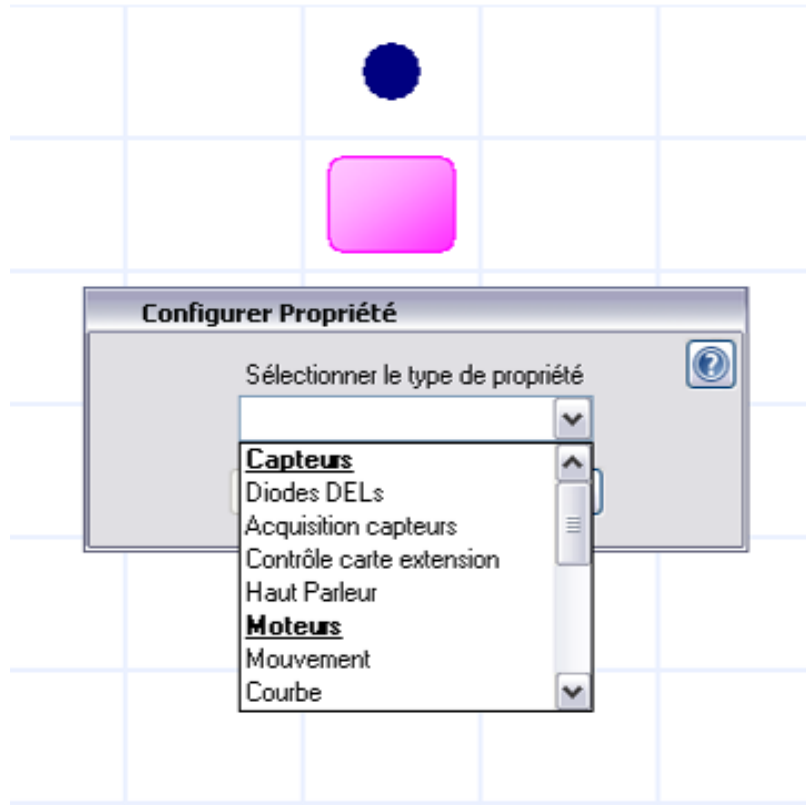 Configurer Propriété
Sélectionner le type de propriété
Capteurs
Diodes DELs
Acquisition capteurs
Contrôle carte extension
Haut Parleur
Moteurs
Mouvement
Courbe